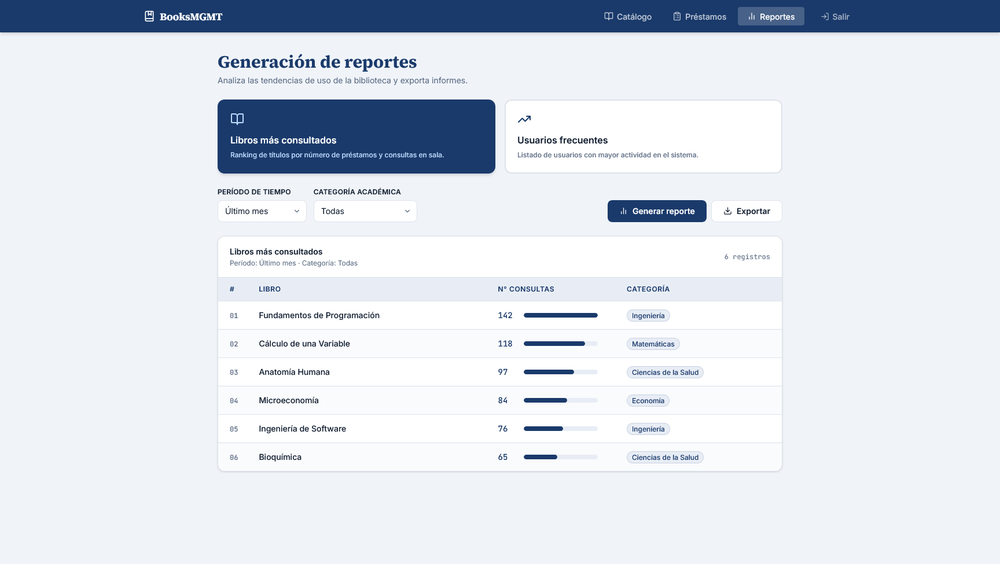 BooksMGMT
Catálogo
Préstamos
Reportes
Salir
Generación de reportes
Analiza las tendencias de uso de la biblioteca y exporta informes.
Libros más consultados
Ranking de títulos por número de préstamos y consultas en sala.
Usuarios frecuentes
Listado de usuarios con mayor actividad en el sistema.
PERÍODO DE TIEMPO
Último mes
CATEGORÍA ACADÉMICA
Todas
Generar reporte
Exportar
Libros más consultados
Período: Último mes · Categoría: Todas
6 registros
# LIBRO N° CONSULTAS CATEGORÍA
01 Fundamentos de Programación 142 Ingeniería
02 Cálculo de una Variable 118 Matemáticas
03 Anatomía Humana 97 Ciencias de la Salud
04 Microeconomía 84 Economía
05 Ingeniería de Software 76 Ingeniería
06 Bioquímica 65 Ciencias de la Salud